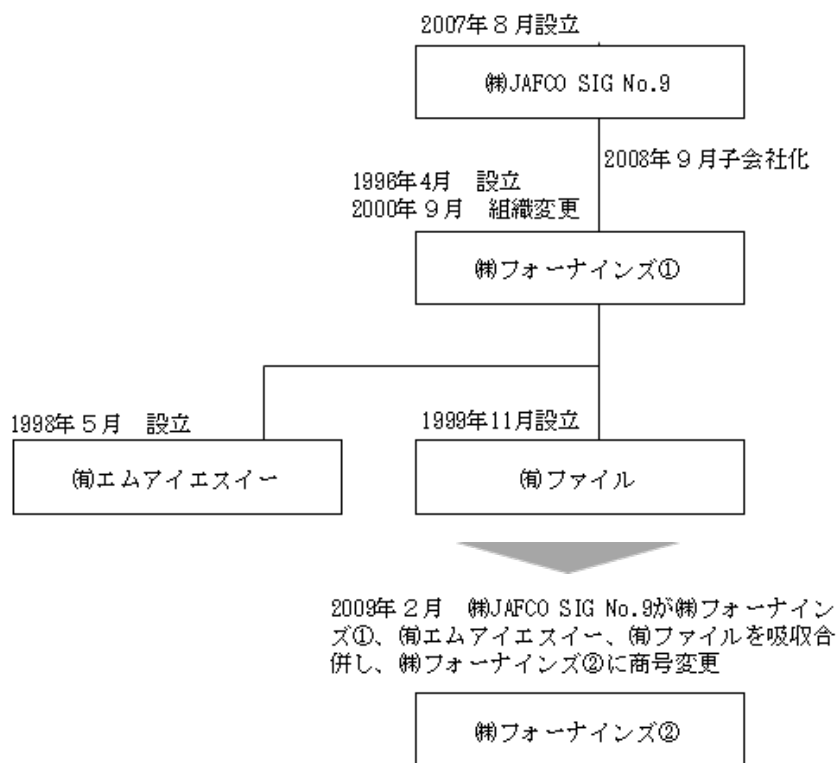 2007年８月設立
㈱JAFCO SIG No.9
2008年９月子会社化
1996年4月　設立
2000年９月　組織変更
㈱フォーナインズ①
1998年５月　設立
1999年11月設立
㈲エムアイエスイー
㈲ファイル
2009年２月　㈱JAFCO SIG No.9が㈱フォーナイン
ズ①、㈲エムアイエスイー、㈲ファイルを吸収合
併し、㈱フォーナインズ②に商号変更
㈱フォーナインズ②